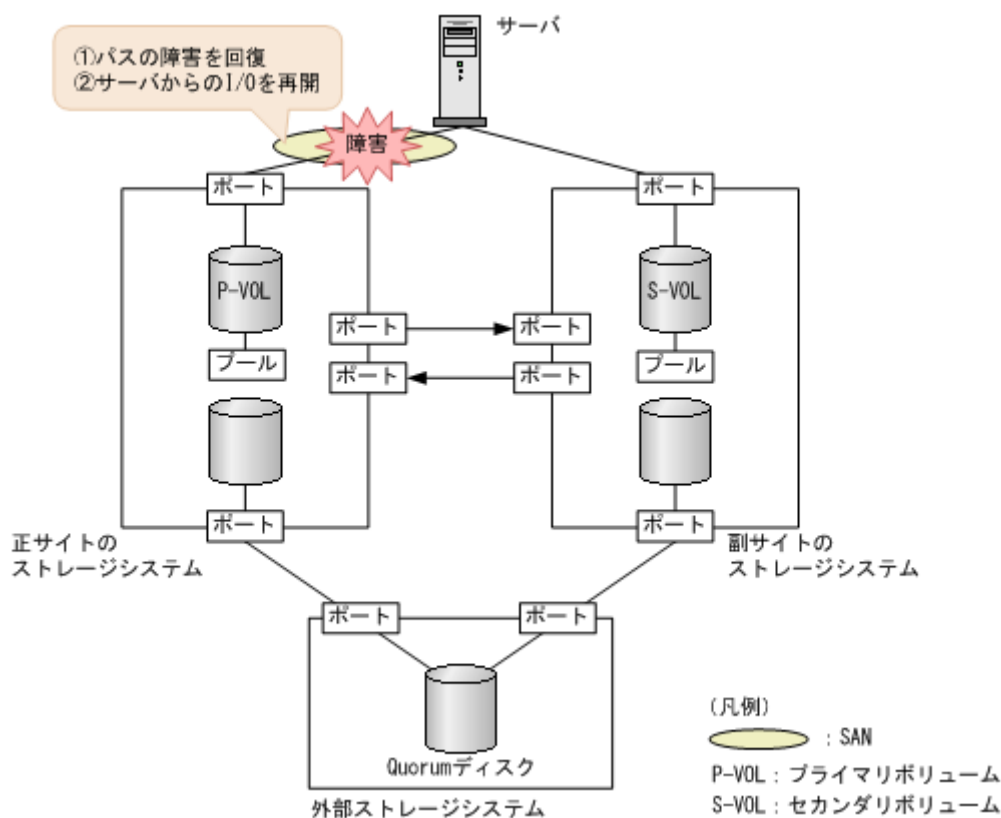 サーバ
①パスの障害を回復
②サーバからのI/Oを再開
障害
ポート
ポート
P-VOL
S-VOL
ポート
ポート
プール
プール
ポート
ポート
ポート
ポート
正サイトの
ストレージシステム
副サイトの
ストレージシステム
ポート
ポート
Quorumディスク
外部ストレージシステム
(凡例)
：SAN
P-VOL：プライマリボリューム
S-VOL：セカンダリボリューム